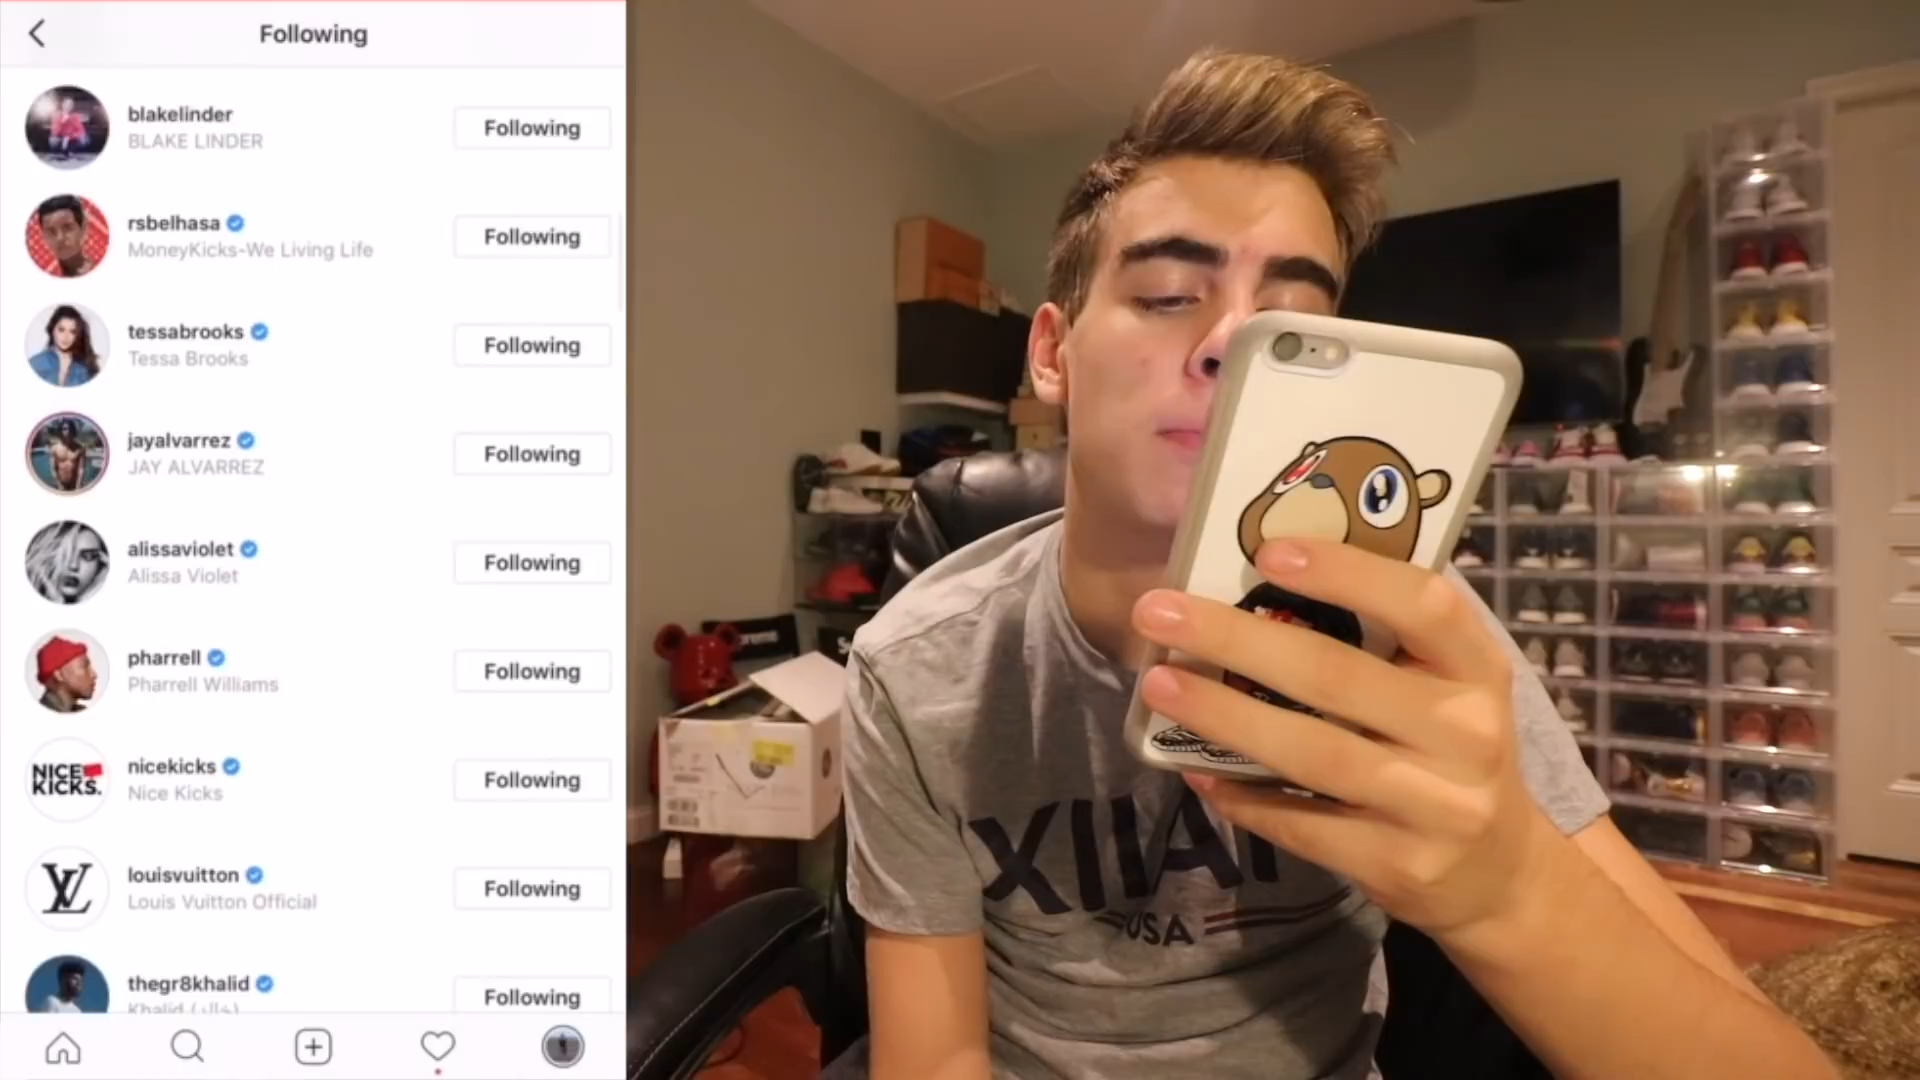 Following
blakelinder
BLAKE LINDER
Following
rsbelhasa
MoneyKicks-We Living Life
Following
tessabrooks
Tessa Brooks
Following
jayalvarrez
JAY ALVARREZ
Following
alissaviolet
Alissa Violet
Following
pharrell
Pharrell Williams
Following
NICE
KICKS.
nicekicks
Nice Kicks
Following
LV
louisvuitton
Louis Vuitton Official
Following
thegr8khalid
Following
XIIAI
USA